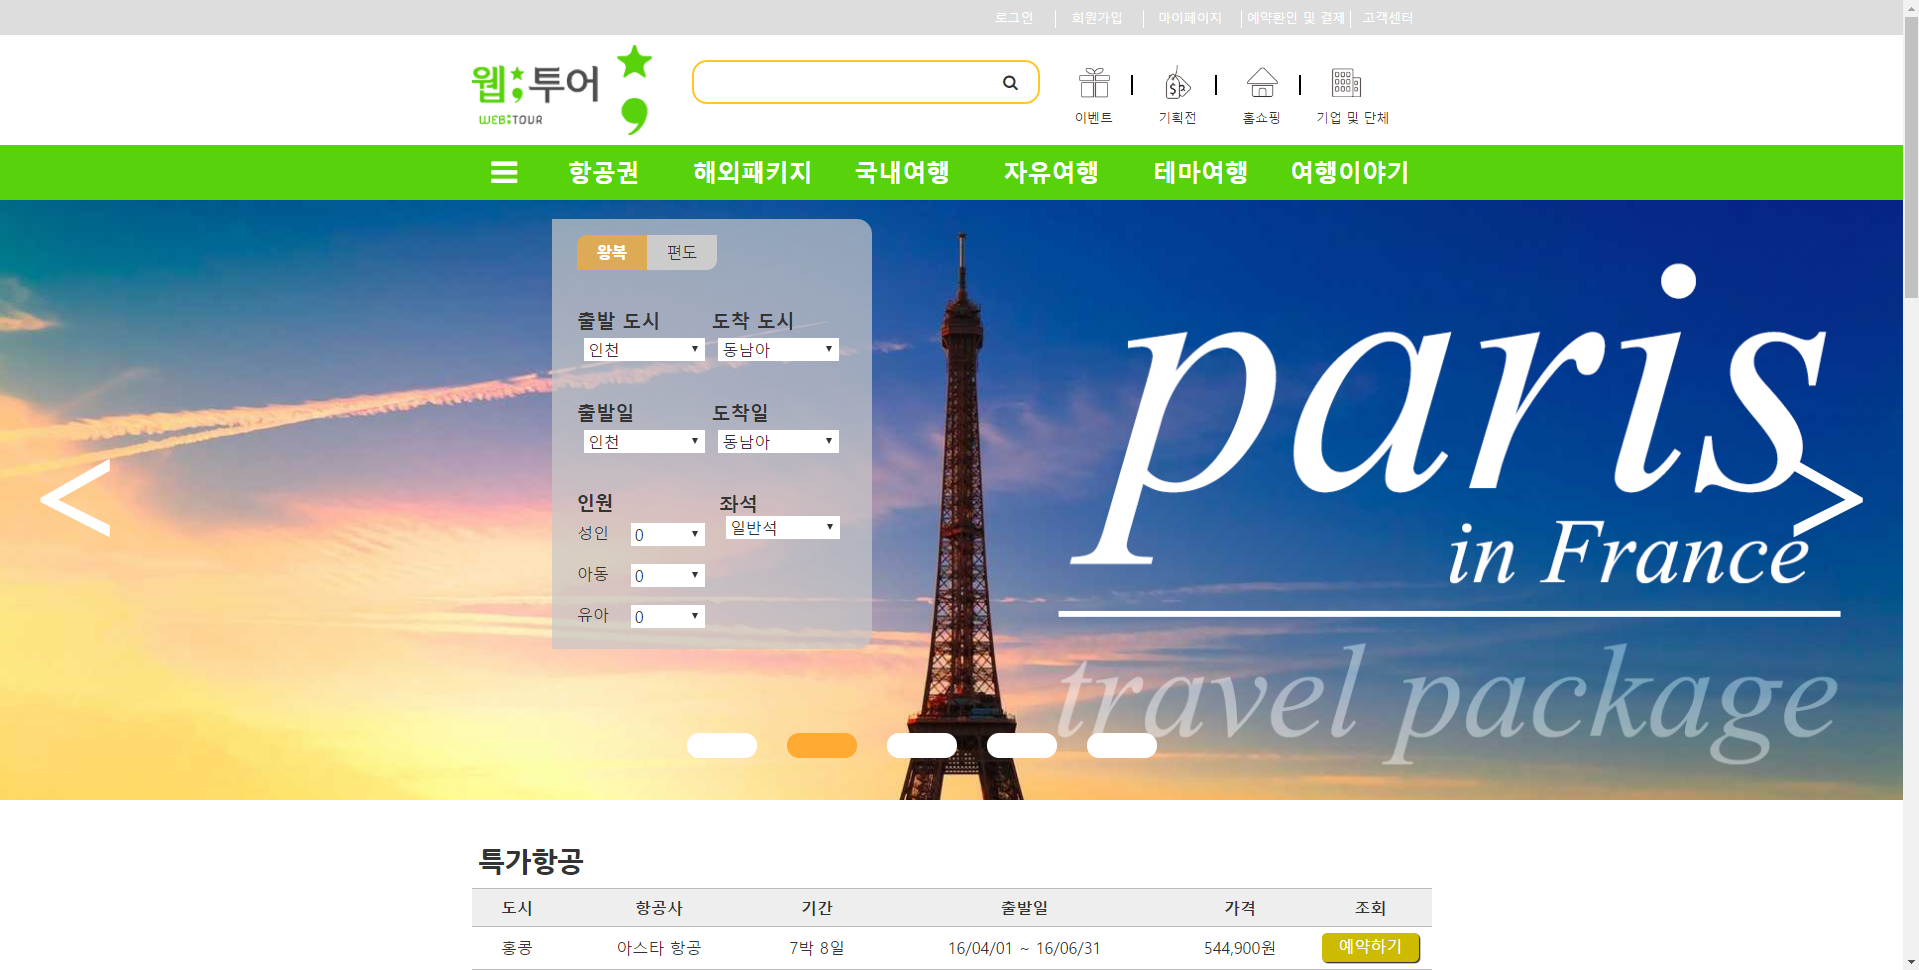 로그인 회원가입 마이페이지 예약확인 및 결제 고객센터
웹;투어
WEB;TOUR
이벤트 기획전 홈쇼핑 기업 및 단체
항공권 해외패키지 국내여행 자유여행 테마여행 여행이야기
왕복 편도
출발 도시 도착 도시
인천 동남아
출발일 도착일
인천 동남아
인원 좌석
성인 0 일반석
아동 0
유아 0
paris
in France
travel package
특가항공
도시 항공사 기간 출발일 가격 조회
홍콩 아스타 항공 7박 8일 16/04/01 ~ 16/06/31 544,900원 예약하기